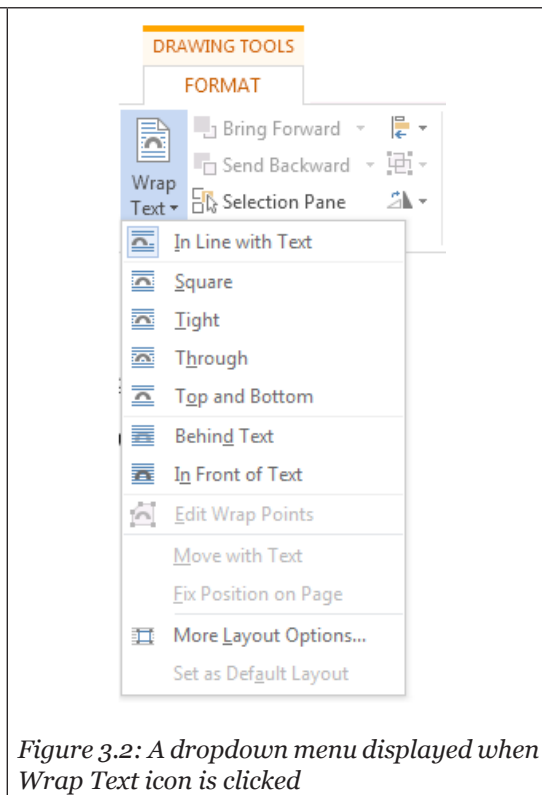 DRAWING TOOLS
FORMAT
Bring Forward
Send Backward
Wrap
Text
Selection Pane
In Line with Text
Square
Tight
Through
Top and Bottom
Behind Text
In Front of Text
Edit Wrap Points
Move with Text
Fix Position on Page
More Layout Options...
Set as Default Layout
Figure 3.2: A dropdown menu displayed when
Wrap Text icon is clicked